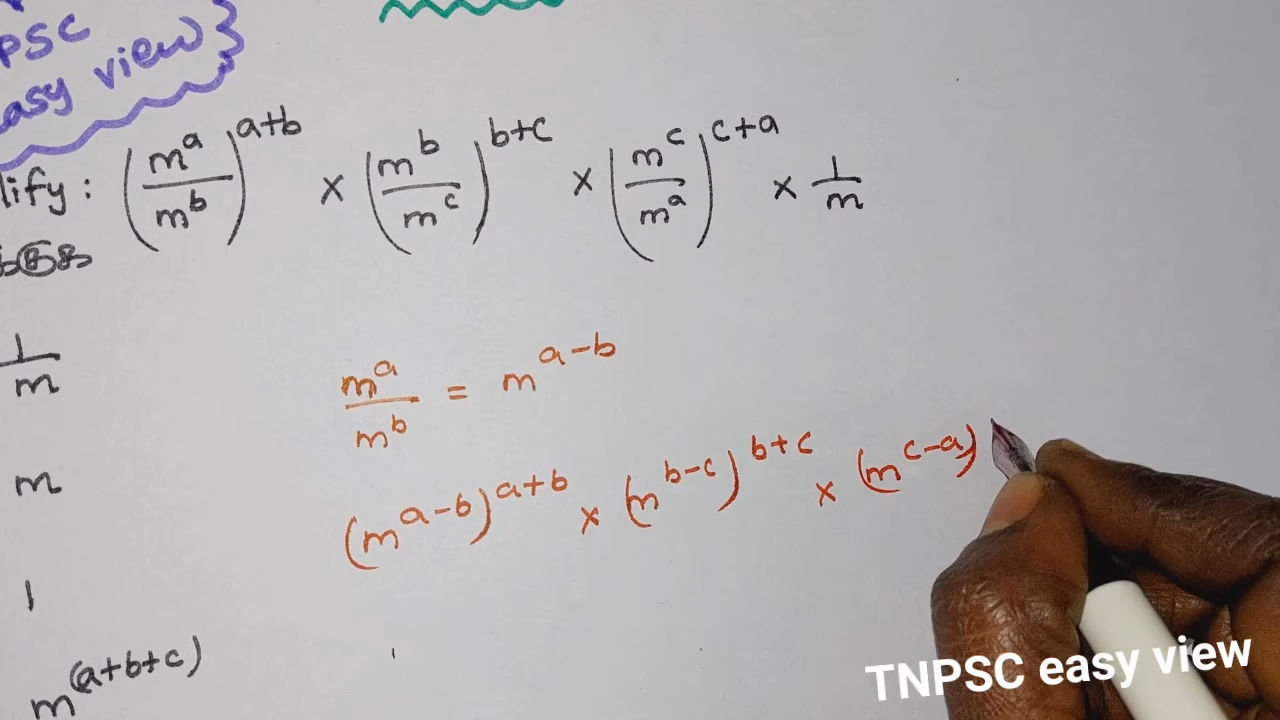 PSC
easy view
lify: (m^a/m^b)^(a+b) × (m^b/m^c)^(b+c) × (m^c/m^a)^(c+a) × 1/m
1/m
m^a/m^b = m^(a-b)
m
(m^(a-b))^(a+b) × (m^(b-c))^(b+c) × (m^(c-a))
1
m^(a+b+c)
TNPSC easy view